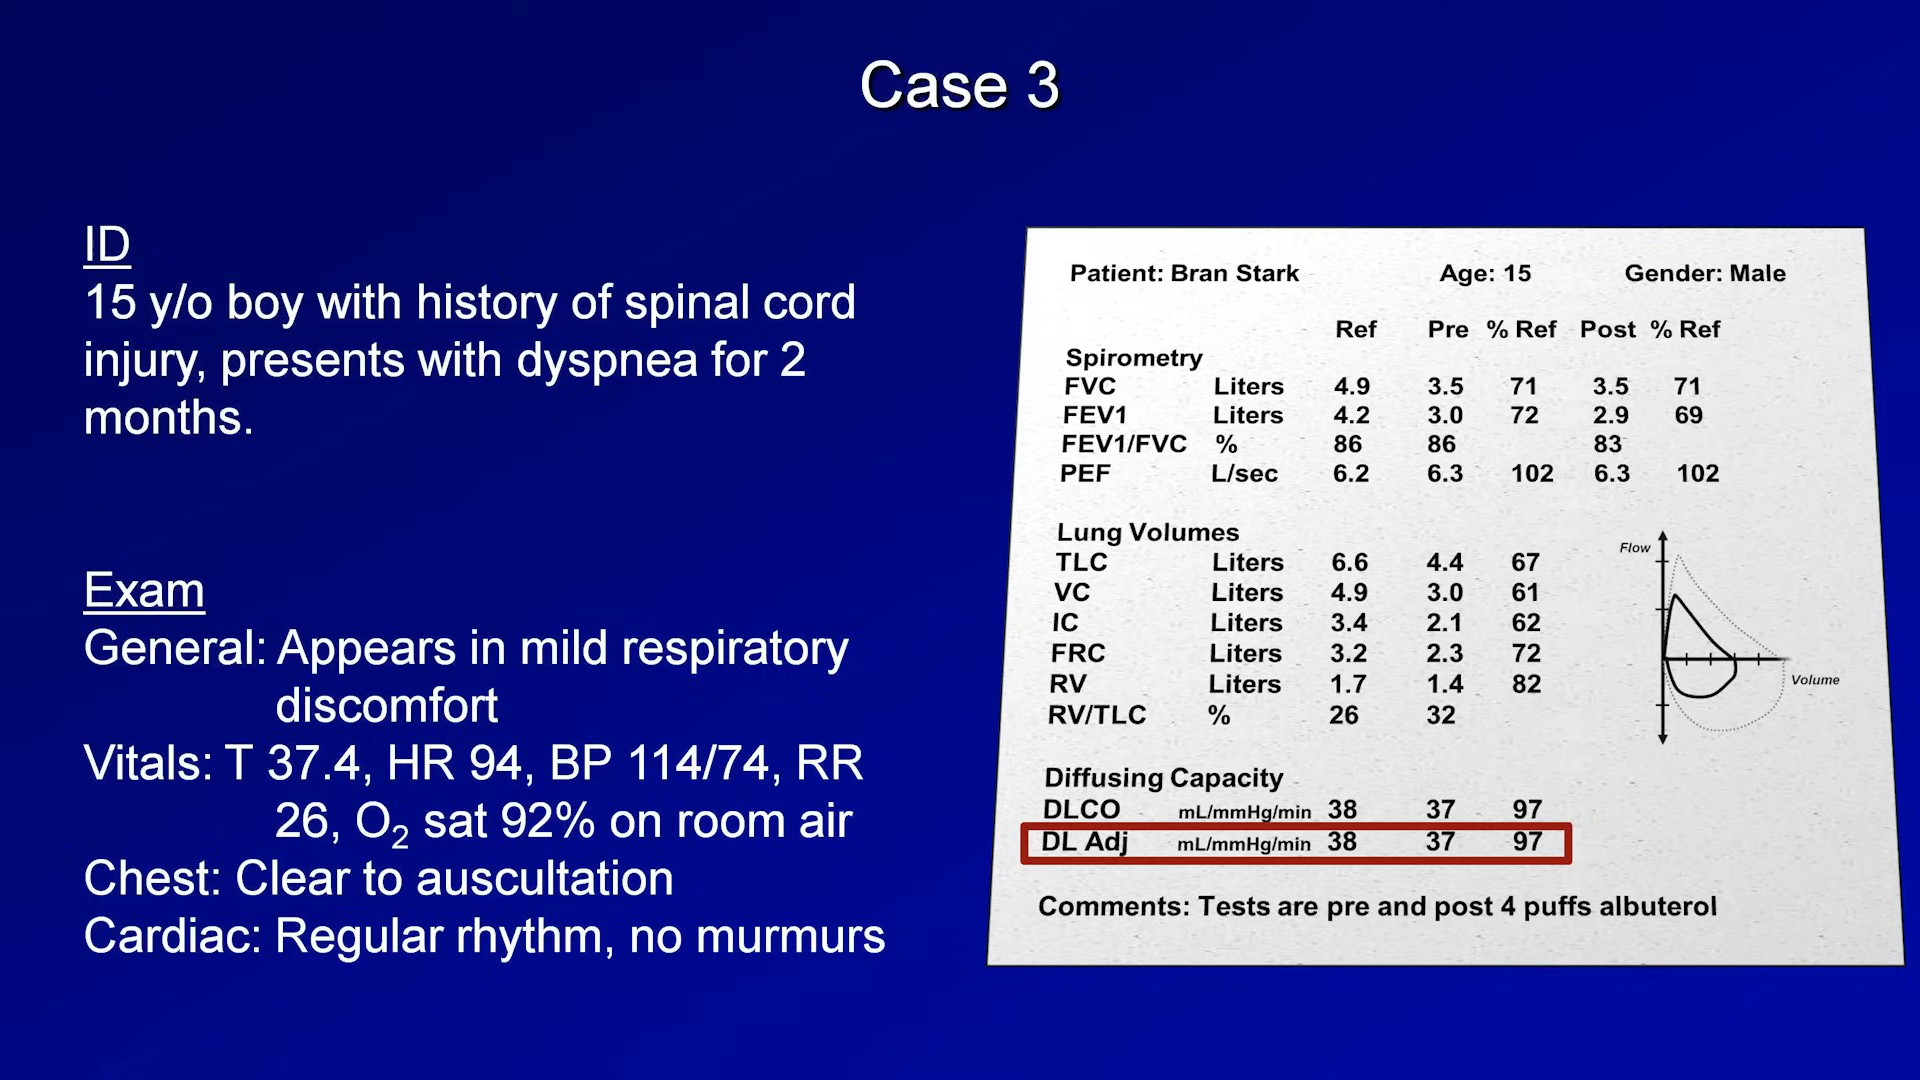 Case 3
ID
15 y/o boy with history of spinal cord
injury, presents with dyspnea for 2
months.
Exam
General: Appears in mild respiratory
discomfort
Vitals: T 37.4, HR 94, BP 114/74, RR
26, O₂ sat 92% on room air
Chest: Clear to auscultation
Cardiac: Regular rhythm, no murmurs
Patient: Bran Stark Age: 15 Gender: Male
Ref Pre % Ref Post % Ref
Spirometry
FVC Liters 4.9 3.5 71 3.5 71
FEV1 Liters 4.2 3.0 72 2.9 69
FEV1/FVC % 86 86 83
PEF L/sec 6.2 6.3 102 6.3 102
Lung Volumes
TLC Liters 6.6 4.4 67
VC Liters 4.9 3.0 61
IC Liters 3.4 2.1 62
FRC Liters 3.2 2.3 72
RV Liters 1.7 1.4 82
RV/TLC % 26 32
Flow
Volume
Diffusing Capacity
DLCO mL/mmHg/min 38 37 97
DL Adj mL/mmHg/min 38 37 97
Comments: Tests are pre and post 4 puffs albuterol